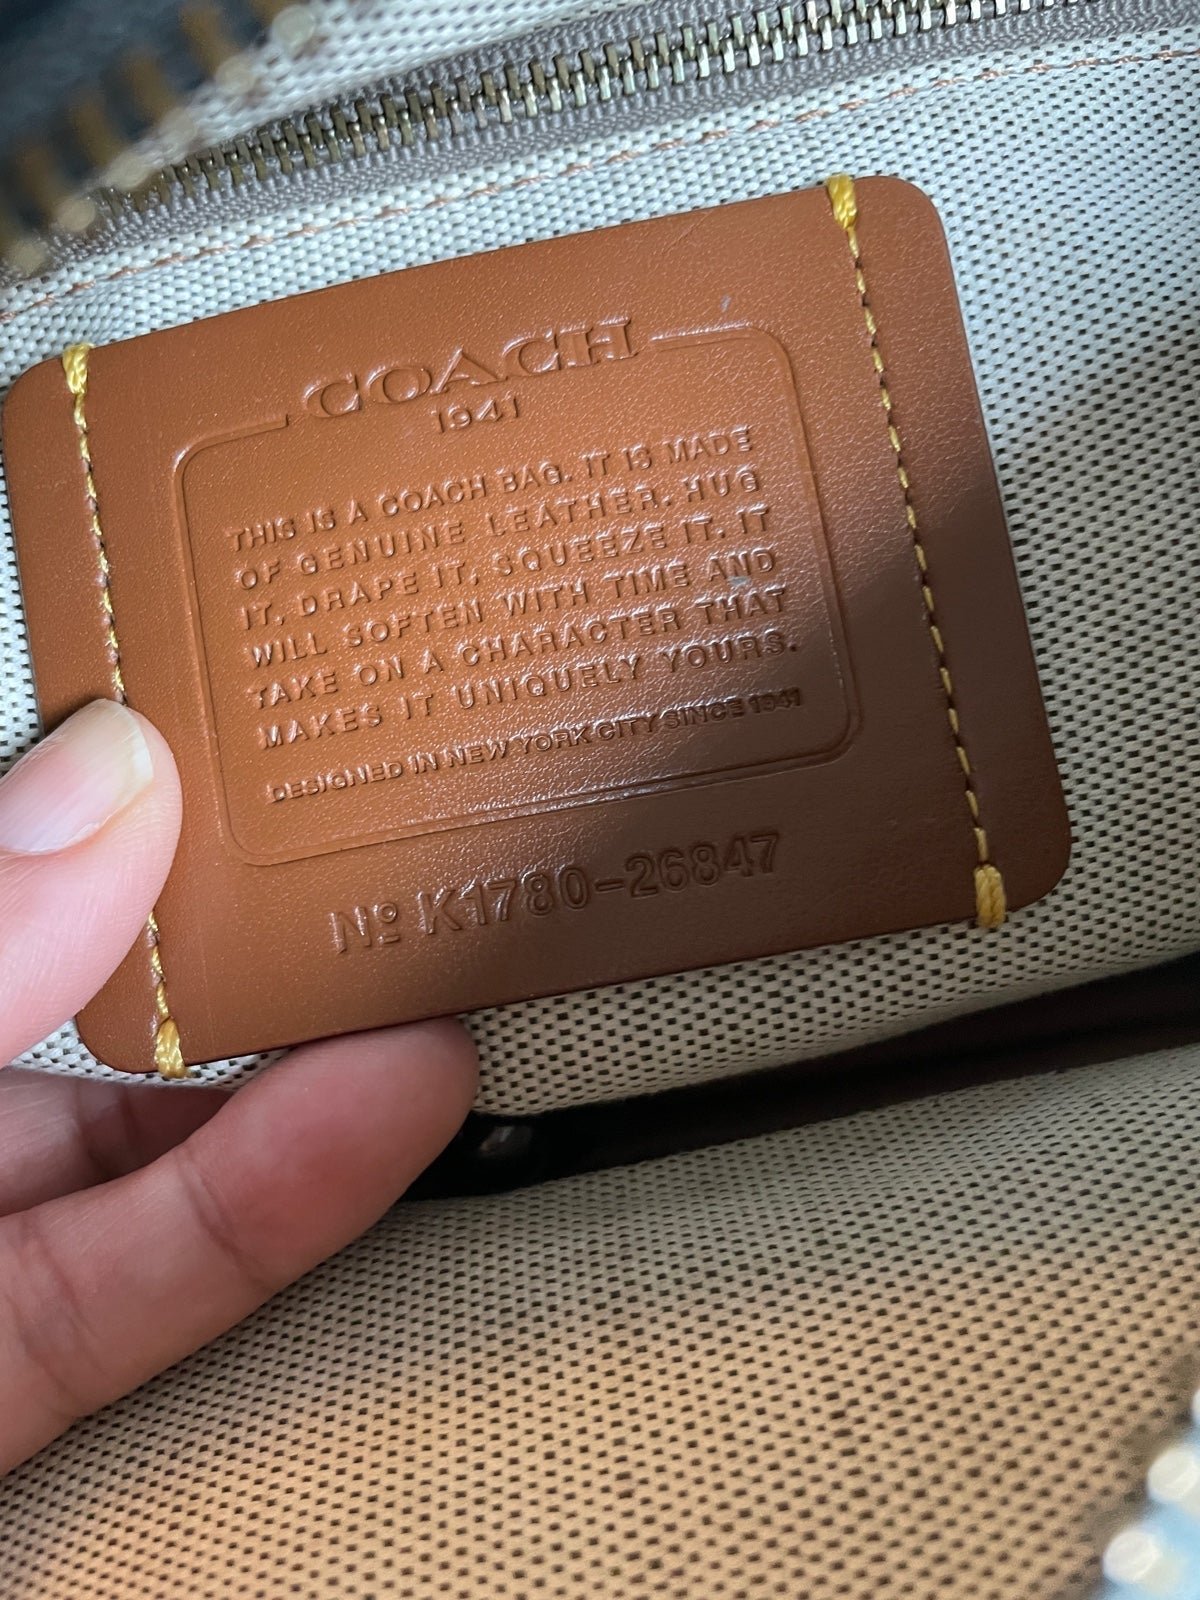 COACH
1941
THIS IS A COACH BAG. IT IS MADE
OF GENUINE LEATHER. HUG
IT, DRAPE IT, SQUEEZE IT. IT
WILL SOFTEN WITH TIME AND
TAKE ON A CHARACTER THAT
MAKES IT UNIQUELY YOURS.
DESIGNED IN NEW YORK CITY SINCE 1941
Nº K1780-26847